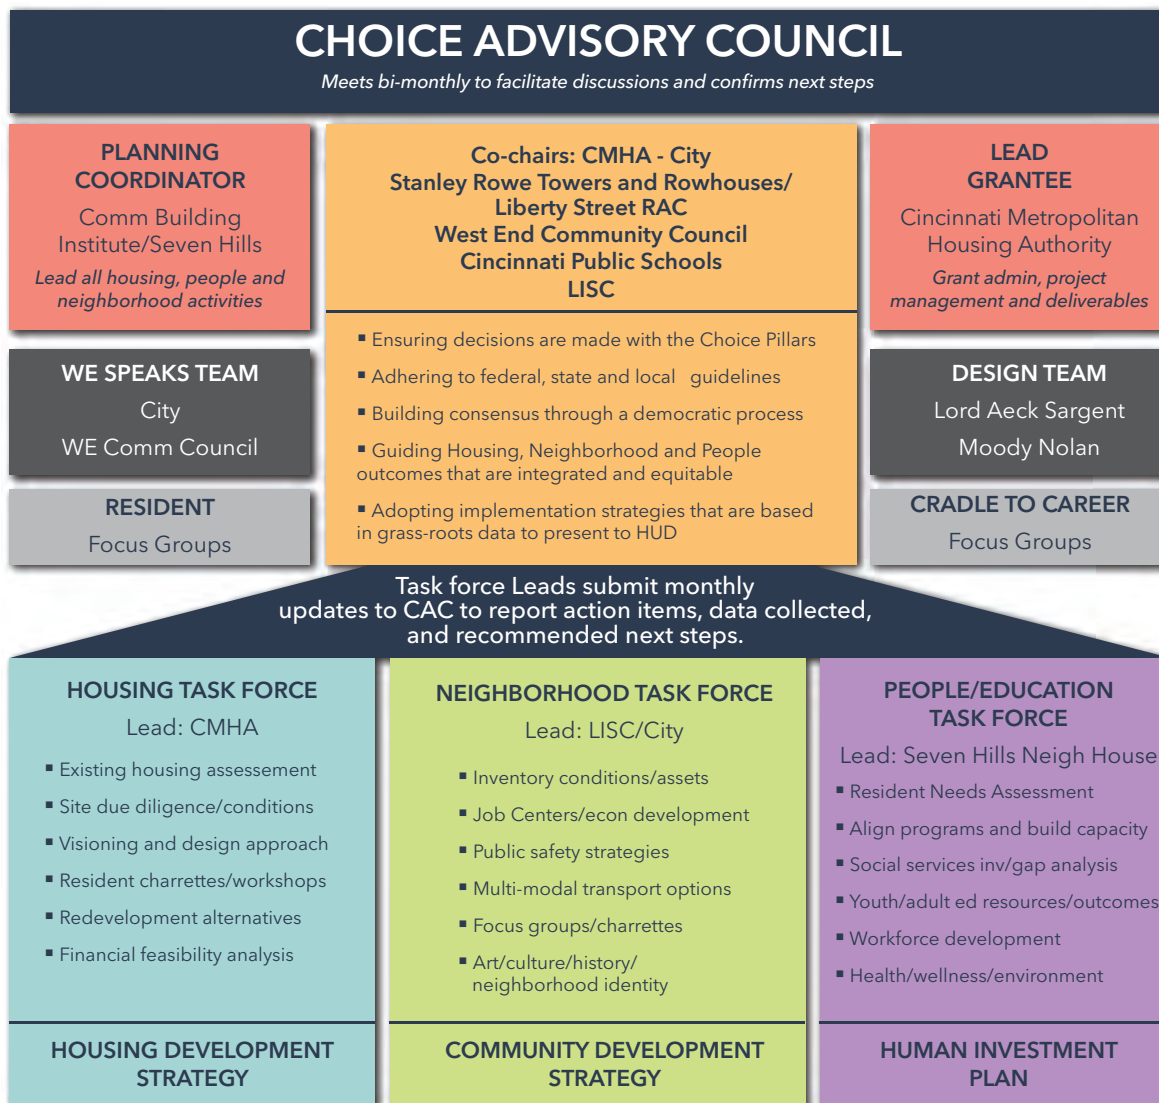 CHOICE ADVISORY COUNCIL
Meets bi-monthly to facilitate discussions and confirms next steps
PLANNING
COORDINATOR
Comm Building
Institute/Seven Hills
Lead all housing, people and
neighborhood activities
WE SPEAKS TEAM
City
WE Comm Council
RESIDENT
Focus Groups
Co-chairs: CMHA - City
Stanley Rowe Towers and Rowhouses/
Liberty Street RAC
West End Community Council
Cincinnati Public Schools
LISC
▪ Ensuring decisions are made with the Choice Pillars
▪ Adhering to federal, state and local guidelines
▪ Building consensus through a democratic process
▪ Guiding Housing, Neighborhood and People
outcomes that are integrated and equitable
▪ Adopting implementation strategies that are based
in grass-roots data to present to HUD
LEAD
GRANTEE
Cincinnati Metropolitan
Housing Authority
Grant admin, project
management and deliverables
DESIGN TEAM
Lord Aeck Sargent
Moody Nolan
CRADLE TO CAREER
Focus Groups
Task force Leads submit monthly
updates to CAC to report action items, data collected,
and recommended next steps.
HOUSING TASK FORCE
Lead: CMHA
▪ Existing housing assessement
▪ Site due diligence/conditions
▪ Visioning and design approach
▪ Resident charrettes/workshops
▪ Redevelopment alternatives
▪ Financial feasibility analysis
HOUSING DEVELOPMENT
STRATEGY
NEIGHBORHOOD TASK FORCE
Lead: LISC/City
▪ Inventory conditions/assets
▪ Job Centers/econ development
▪ Public safety strategies
▪ Multi-modal transport options
▪ Focus groups/charrettes
▪ Art/culture/history/
neighborhood identity
COMMUNITY DEVELOPMENT
STRATEGY
PEOPLE/EDUCATION
TASK FORCE
Lead: Seven Hills Neigh House
▪ Resident Needs Assessment
▪ Align programs and build capacity
▪ Social services inv/gap analysis
▪ Youth/adult ed resources/outcomes
▪ Workforce development
▪ Health/wellness/environment
HUMAN INVESTMENT
PLAN